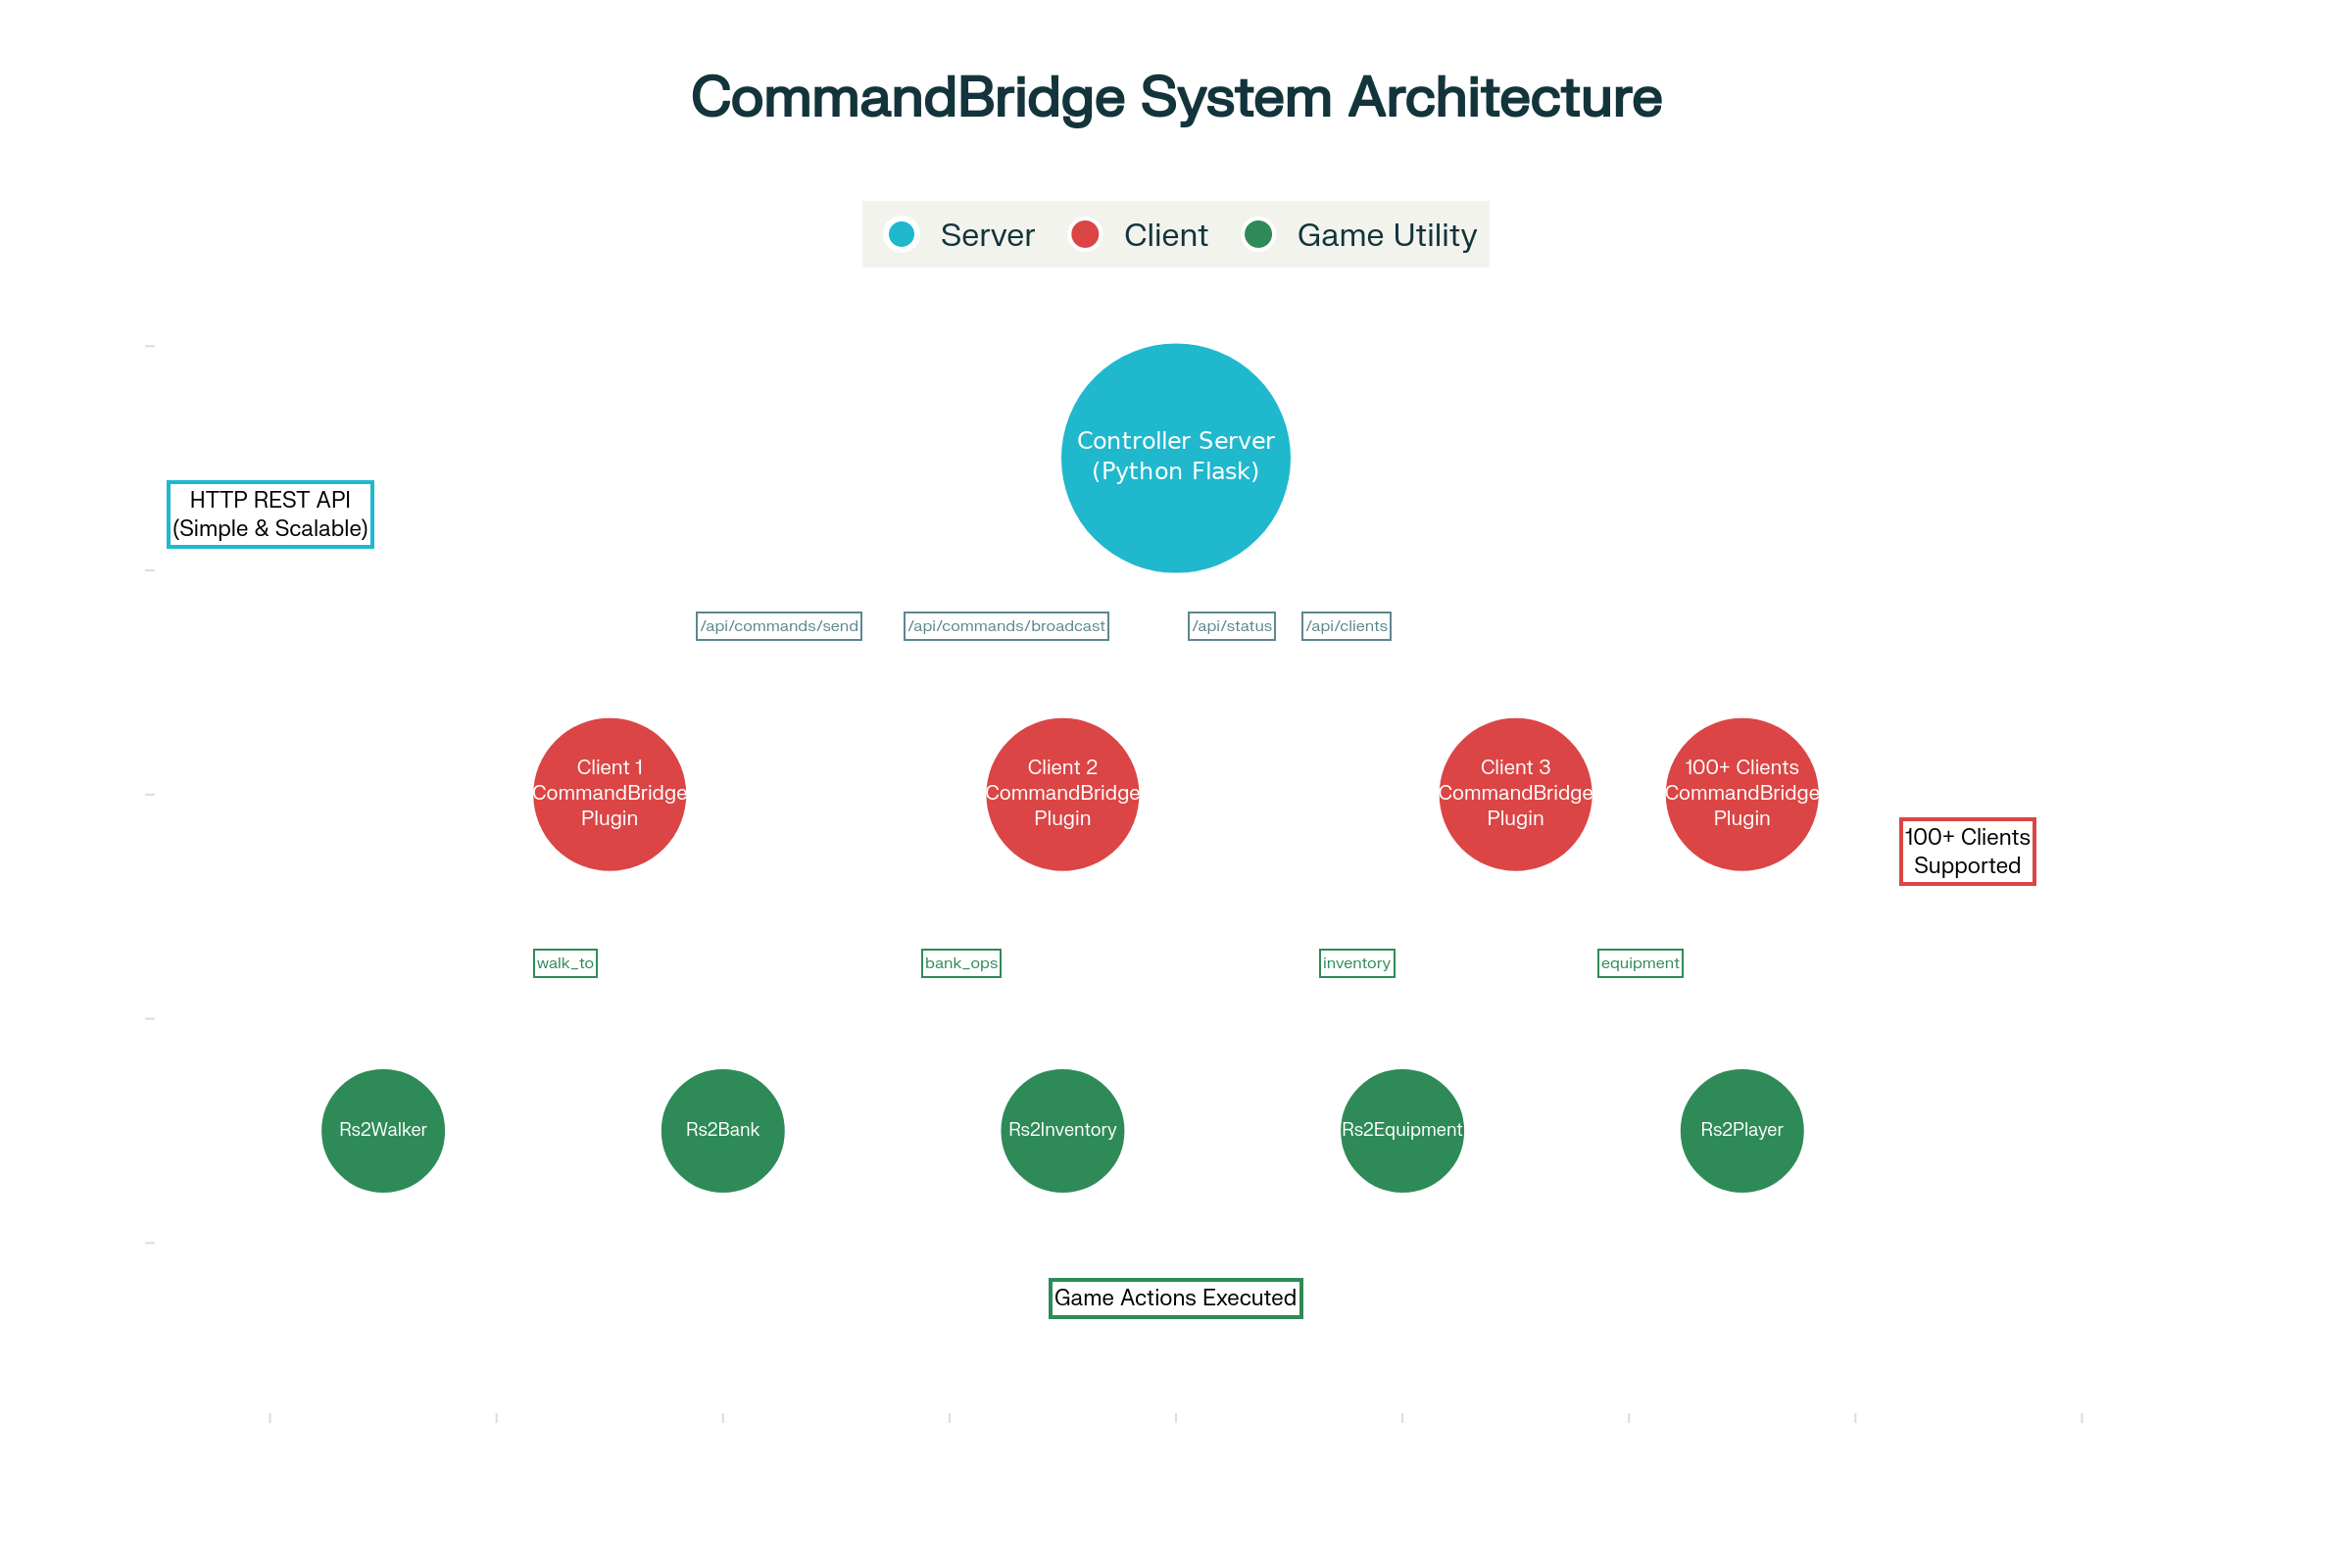 CommandBridge System Architecture
Server
Client
Game Utility
Controller Server
(Python Flask)
HTTP REST API
(Simple & Scalable)
/api/commands/send
/api/commands/broadcast
/api/status
/api/clients
Client 1
CommandBridge
Plugin
Client 2
CommandBridge
Plugin
Client 3
CommandBridge
Plugin
100+ Clients
CommandBridge
Plugin
100+ Clients
Supported
walk_to
bank_ops
inventory
equipment
Rs2Walker
Rs2Bank
Rs2Inventory
Rs2Equipment
Rs2Player
Game Actions Executed